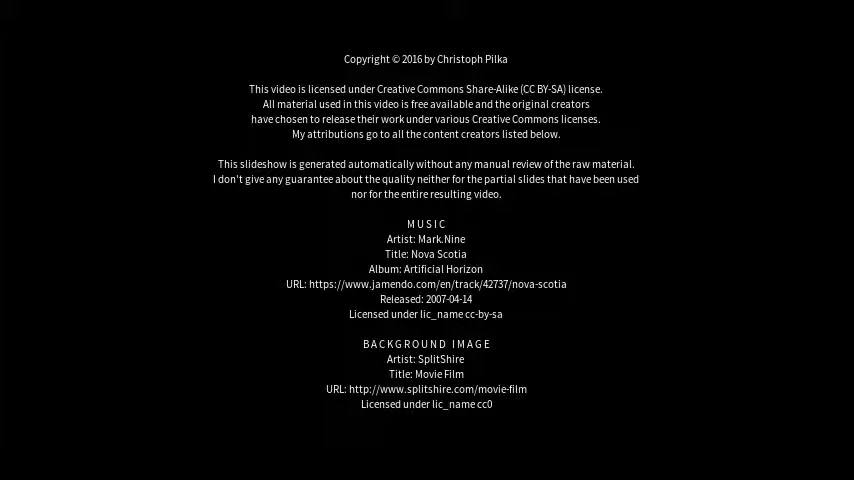 Copyright © 2016 by Christoph Pilka
This video is licensed under Creative Commons Share-Alike (CC BY-SA) license.
All material used in this video is free available and the original creators
have chosen to release their work under various Creative Commons licenses.
My attributions go to all the content creators listed below.
This slideshow is generated automatically without any manual review of the raw material.
I don't give any guarantee about the quality neither for the partial slides that have been used
nor for the entire resulting video.
MUSIC
Artist: Mark.Nine
Title: Nova Scotia
Album: Artificial Horizon
URL: https://www.jamendo.com/en/track/42737/nova-scotia
Released: 2007-04-14
Licensed under lic_name cc-by-sa
BACKGROUND IMAGE
Artist: SplitShire
Title: Movie Film
URL: http://www.splitshire.com/movie-film
Licensed under lic_name cc0